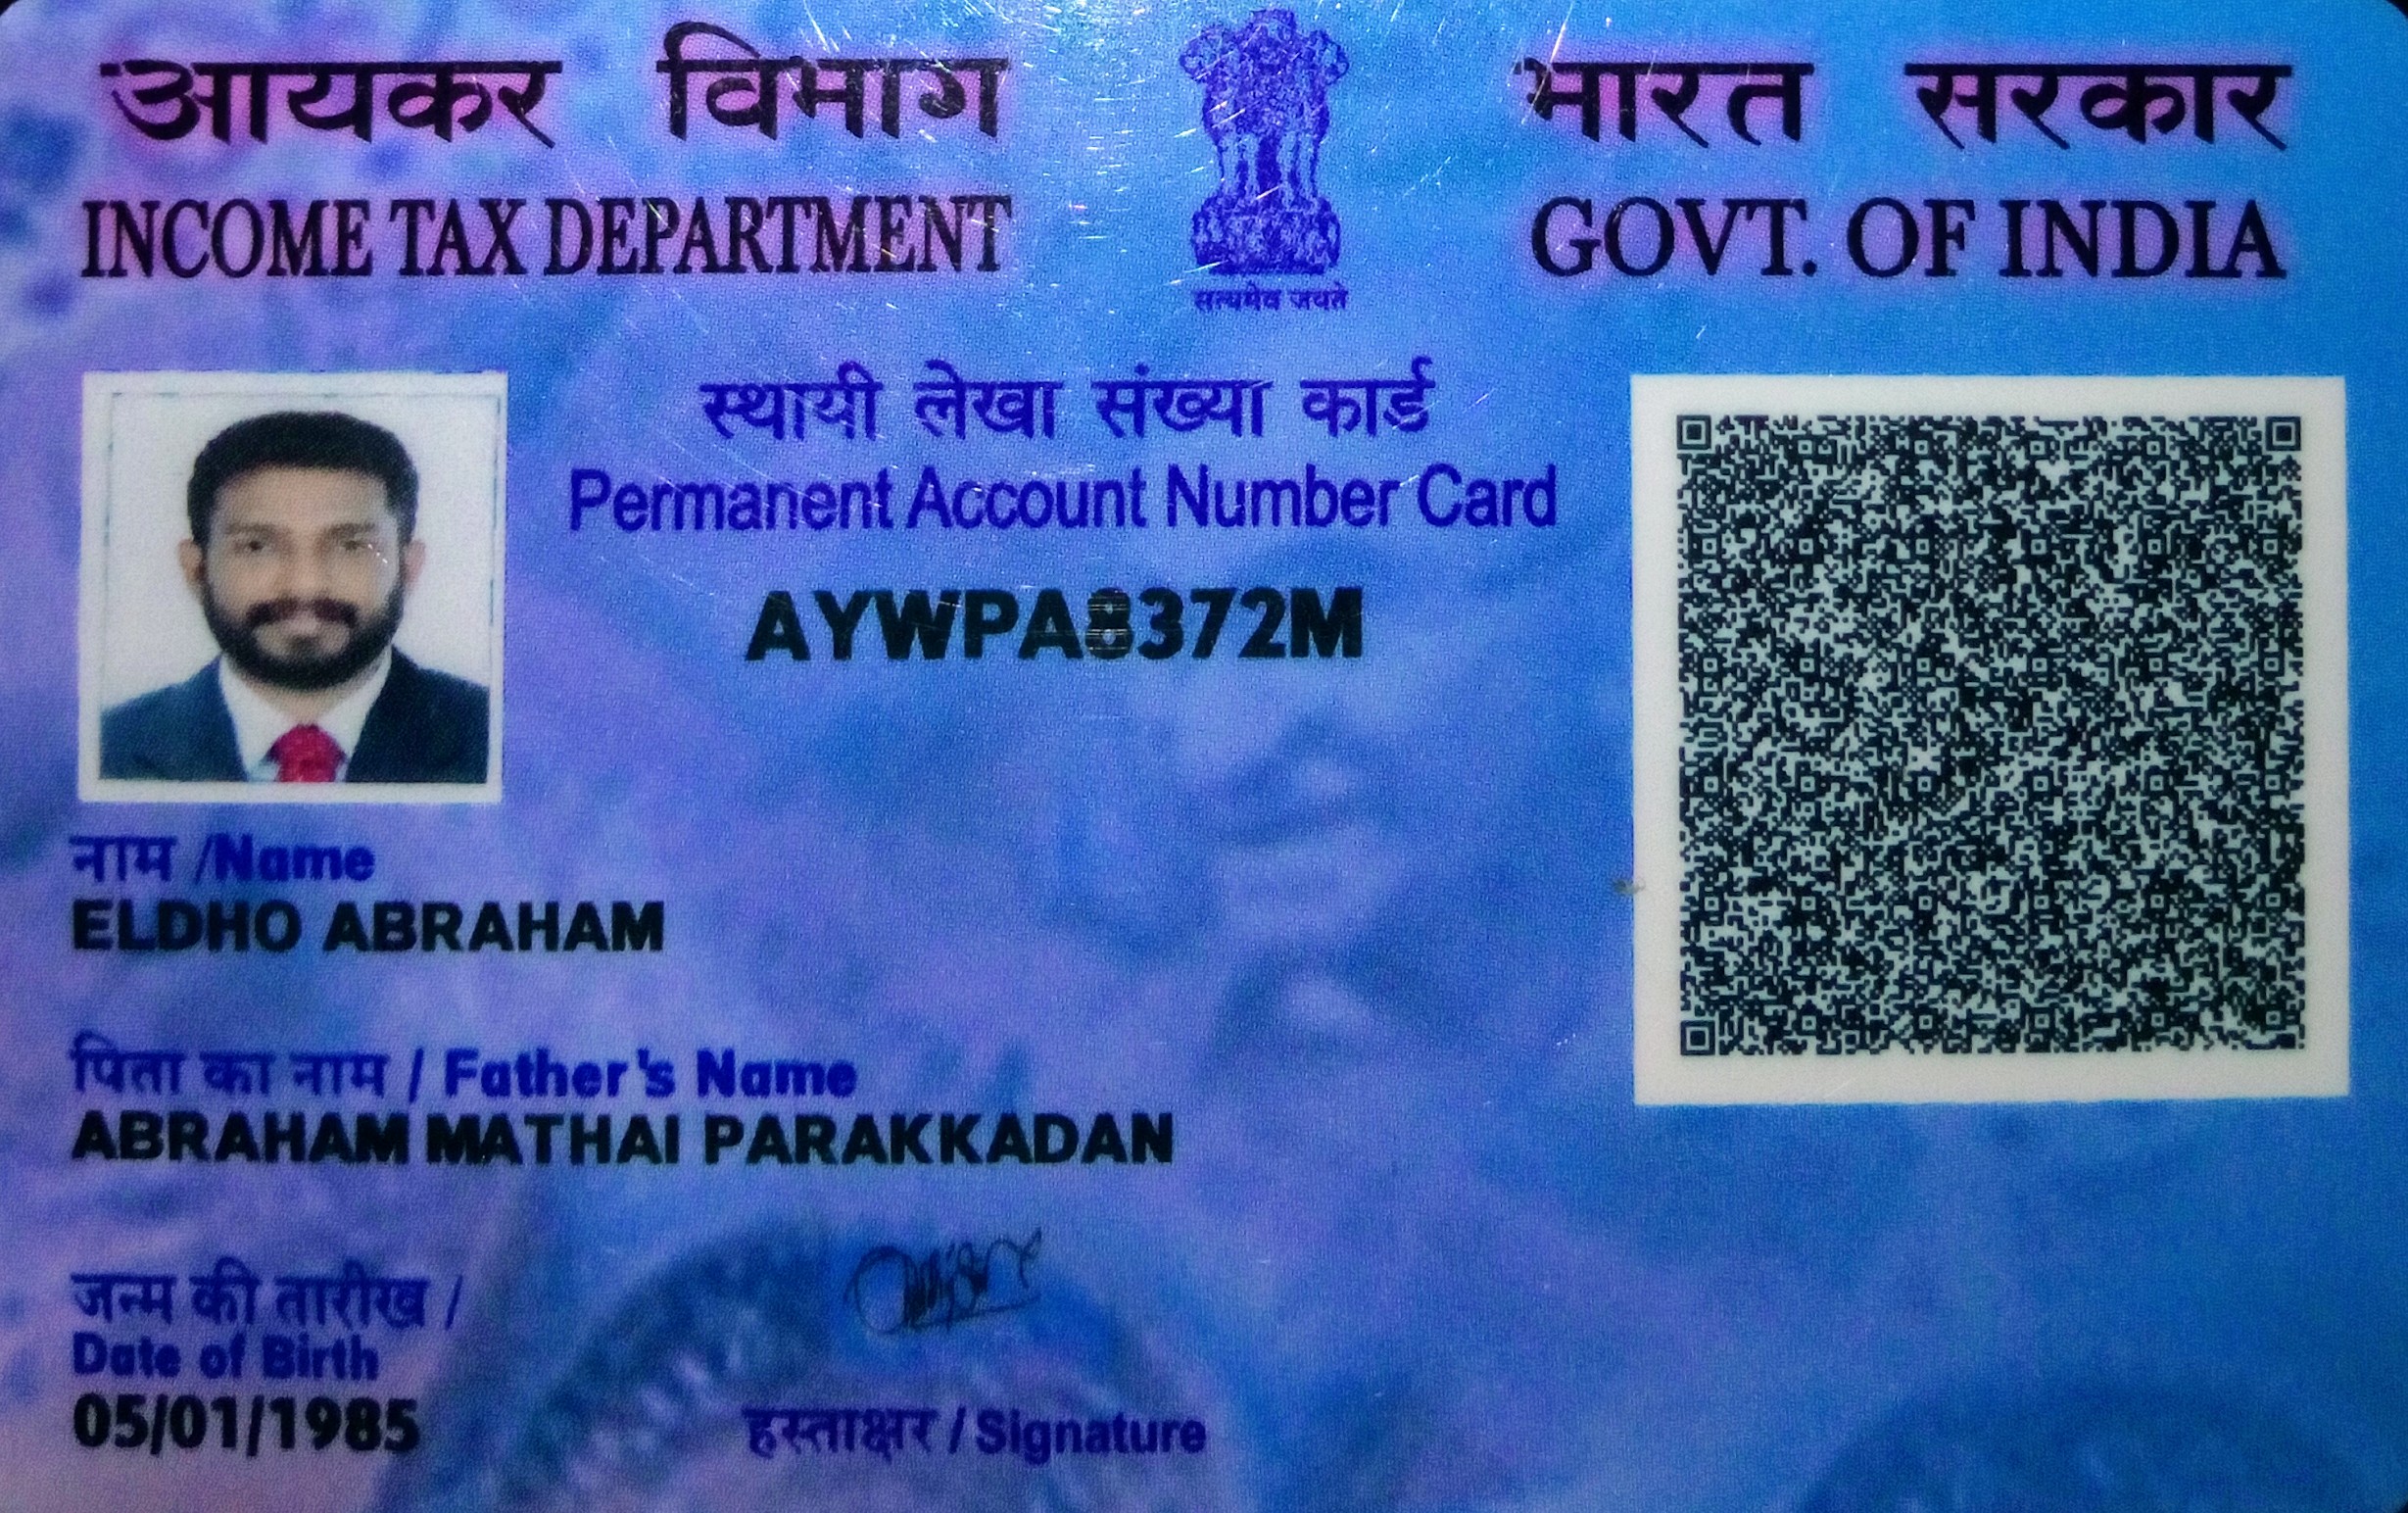 आयकर विभाग
INCOME TAX DEPARTMENT
सत्यमेव जयते
भारत सरकार
GOVT. OF INDIA
स्थायी लेखा संख्या कार्ड
Permanent Account Number Card
AYWPA8372M
नाम /Name
ELDHO ABRAHAM
पिता का नाम / Father's Name
ABRAHAM MATHAI PARAKKADAN
जन्म की तारीख /
Date of Birth
05/01/1985
हस्ताक्षर / Signature